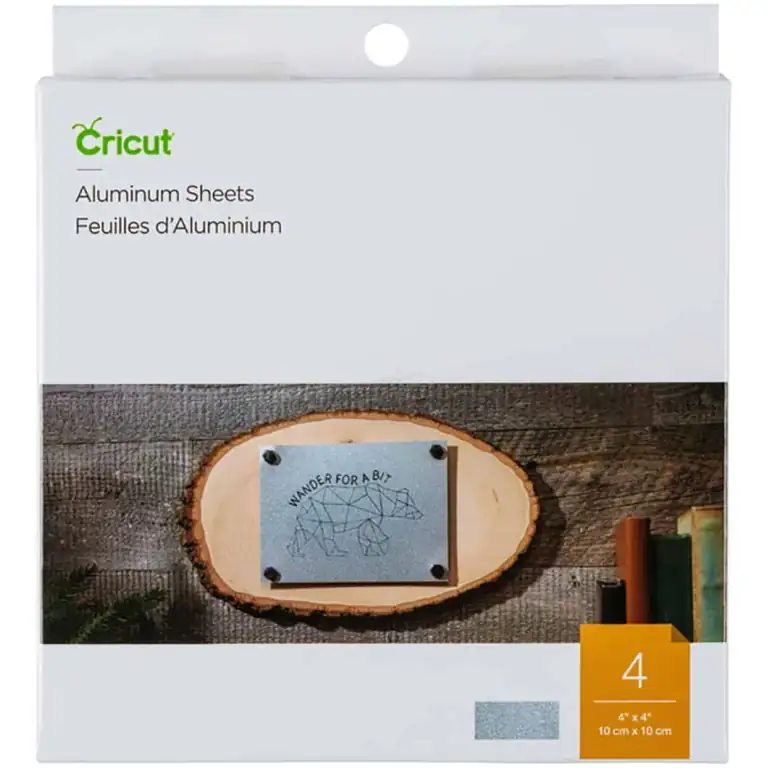 Cricut
Aluminum Sheets
Feuilles d'Aluminium
WANDER FOR A BIT
4
4" x 4"
10 cm x 10 cm